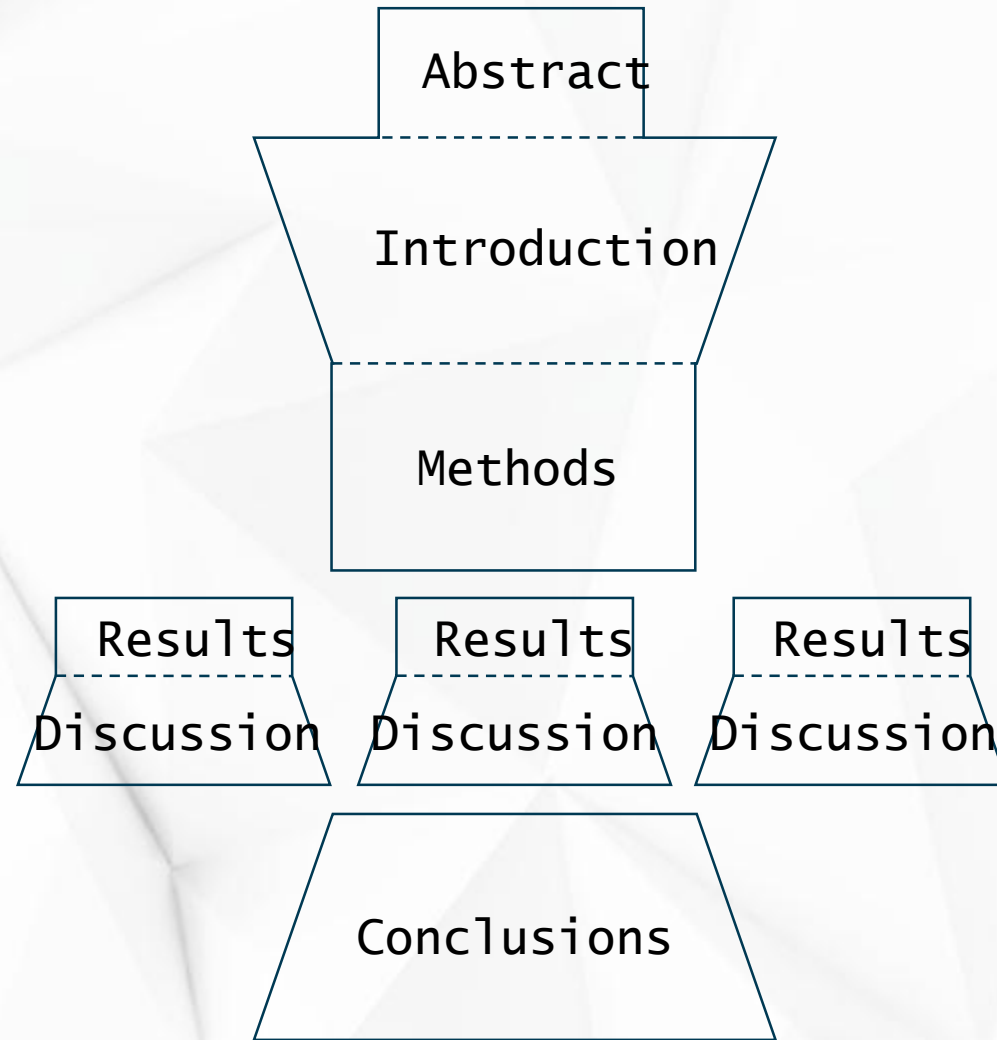 Abstract
Introduction
Methods
Results Results Results
Discussion Discussion Discussion
Conclusions